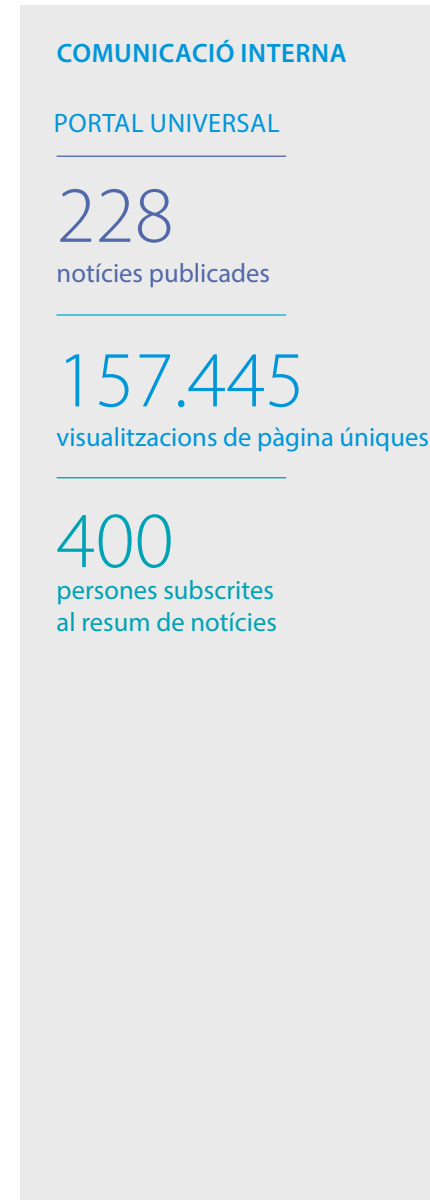 COMUNICACIÓ INTERNA
PORTAL UNIVERSAL
228
notícies publicades
157.445
visualitzacions de pàgina úniques
400
persones subscrites
al resum de notícies